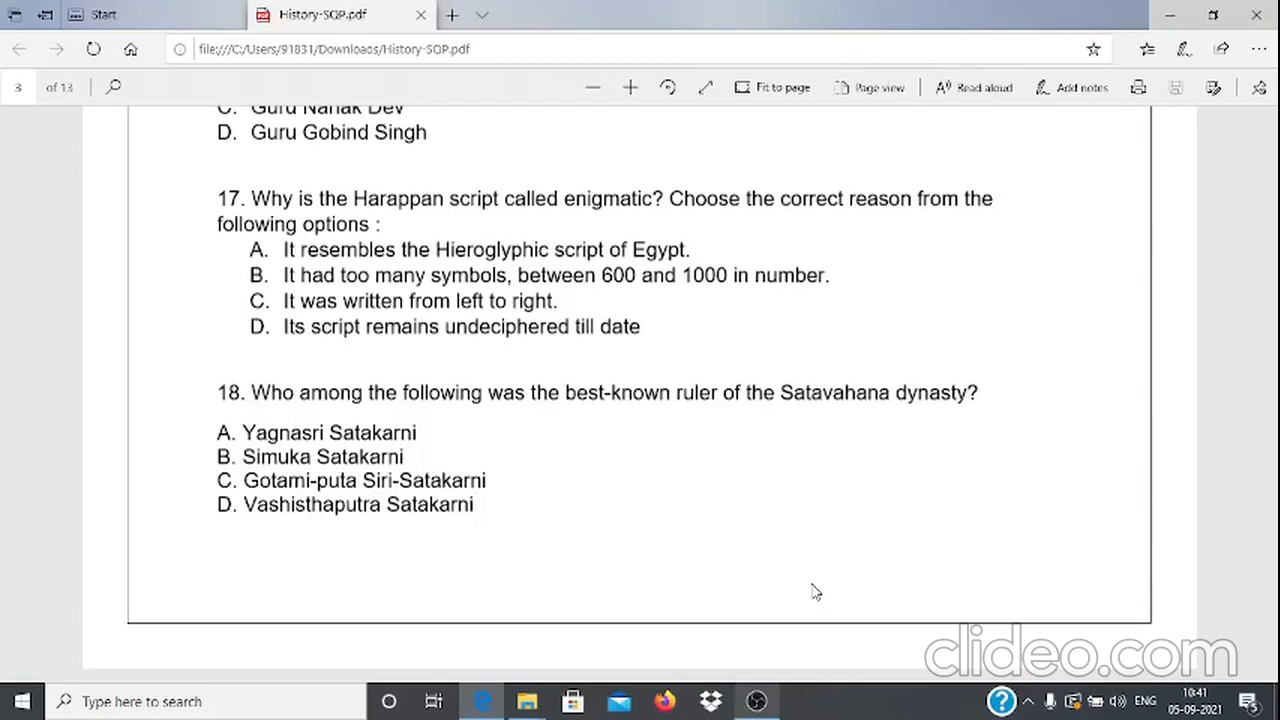 Start
History-SQP.pdf
file:///C:/Users/91831/Downloads/History-SQP.pdf
3 of 13
Fit to page
Page view
Read aloud
Add notes
C. Guru Nanak Dev
D. Guru Gobind Singh
17. Why is the Harappan script called enigmatic? Choose the correct reason from the
following options :
A. It resembles the Hieroglyphic script of Egypt.
B. It had too many symbols, between 600 and 1000 in number.
C. It was written from left to right.
D. Its script remains undeciphered till date
18. Who among the following was the best-known ruler of the Satavahana dynasty?
A. Yagnasri Satakarni
B. Simuka Satakarni
C. Gotami-puta Siri-Satakarni
D. Vashisthaputra Satakarni
clideo.com
Type here to search
ENG
10:41
05-09-2021
5